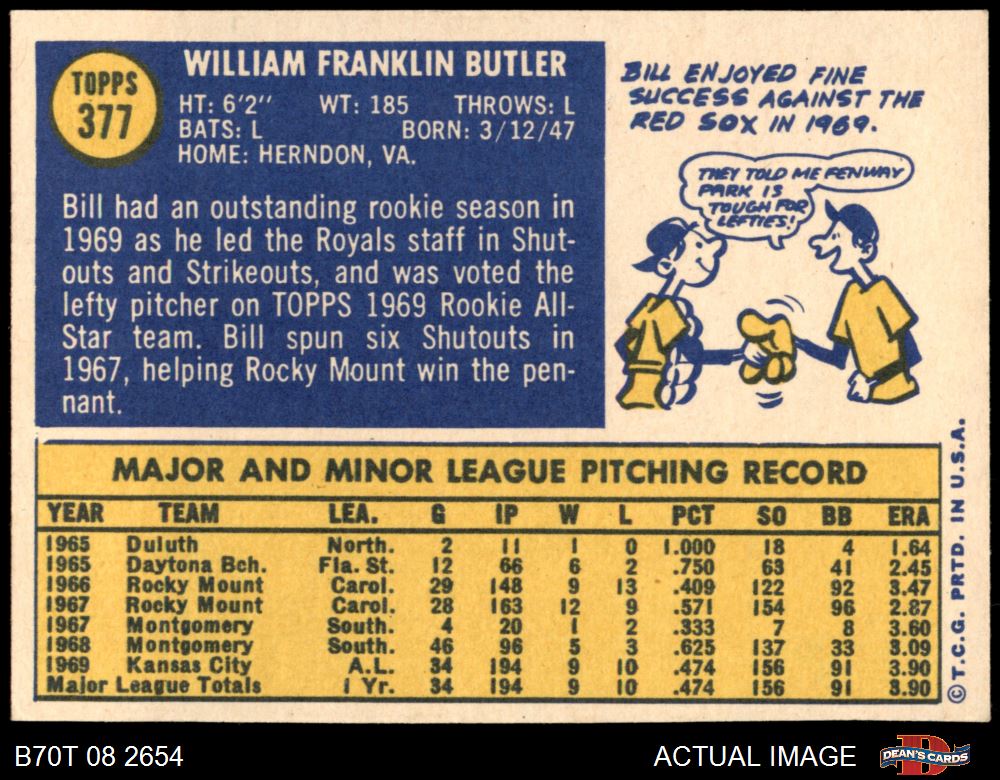 TOPPS
377
WILLIAM FRANKLIN BUTLER
HT: 6'2" WT: 185 THROWS: L
BATS: L BORN: 3/12/47
HOME: HERNDON, VA.
Bill had an outstanding rookie season in
1969 as he led the Royals staff in Shut-
outs and Strikeouts, and was voted the
lefty pitcher on TOPPS 1969 Rookie All-
Star team. Bill spun six Shutouts in
1967, helping Rocky Mount win the pen-
nant.
BILL ENJOYED FINE
SUCCESS AGAINST THE
RED SOX IN 1969.
THEY TOLD ME FENWAY
PARK IS
TOUGH FOR
LEFTIES!
MAJOR AND MINOR LEAGUE PITCHING RECORD
YEAR TEAM LEA. G IP W L PCT SO BB ERA
1965 Duluth North. 2 11 1 0 1.000 18 4 1.64
1965 Daytona Bch. Fla. St. 12 66 6 2 .750 63 41 2.45
1966 Rocky Mount Carol. 29 148 9 13 .409 122 92 3.47
1967 Rocky Mount Carol. 28 163 12 9 .571 154 96 2.87
1967 Montgomery South. 4 20 1 2 .333 7 8 3.60
1968 Montgomery South. 46 96 5 3 .625 137 33 3.09
1969 Kansas City A.L. 34 194 9 10 .474 156 91 3.90
Major League Totals 1 Yr. 34 194 9 10 .474 156 91 3.90
© T.C.G. PRTD. IN U.S.A.
B70T 08 2654
ACTUAL IMAGE
DEAN'S CARDS